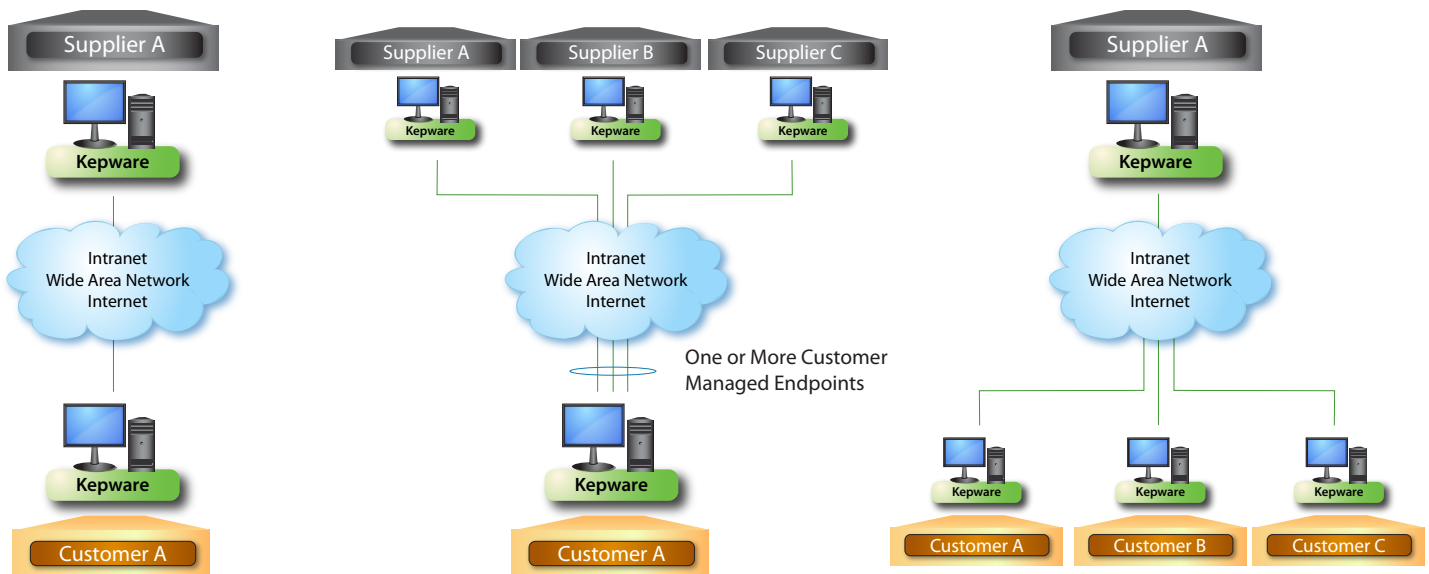 Supplier A
Kepware
Intranet
Wide Area Network
Internet
Kepware
Customer A
Supplier A
Supplier B
Supplier C
Kepware
Kepware
Kepware
Intranet
Wide Area Network
Internet
One or More Customer
Managed Endpoints
Kepware
Customer A
Supplier A
Kepware
Intranet
Wide Area Network
Internet
Kepware
Kepware
Kepware
Customer A
Customer B
Customer C